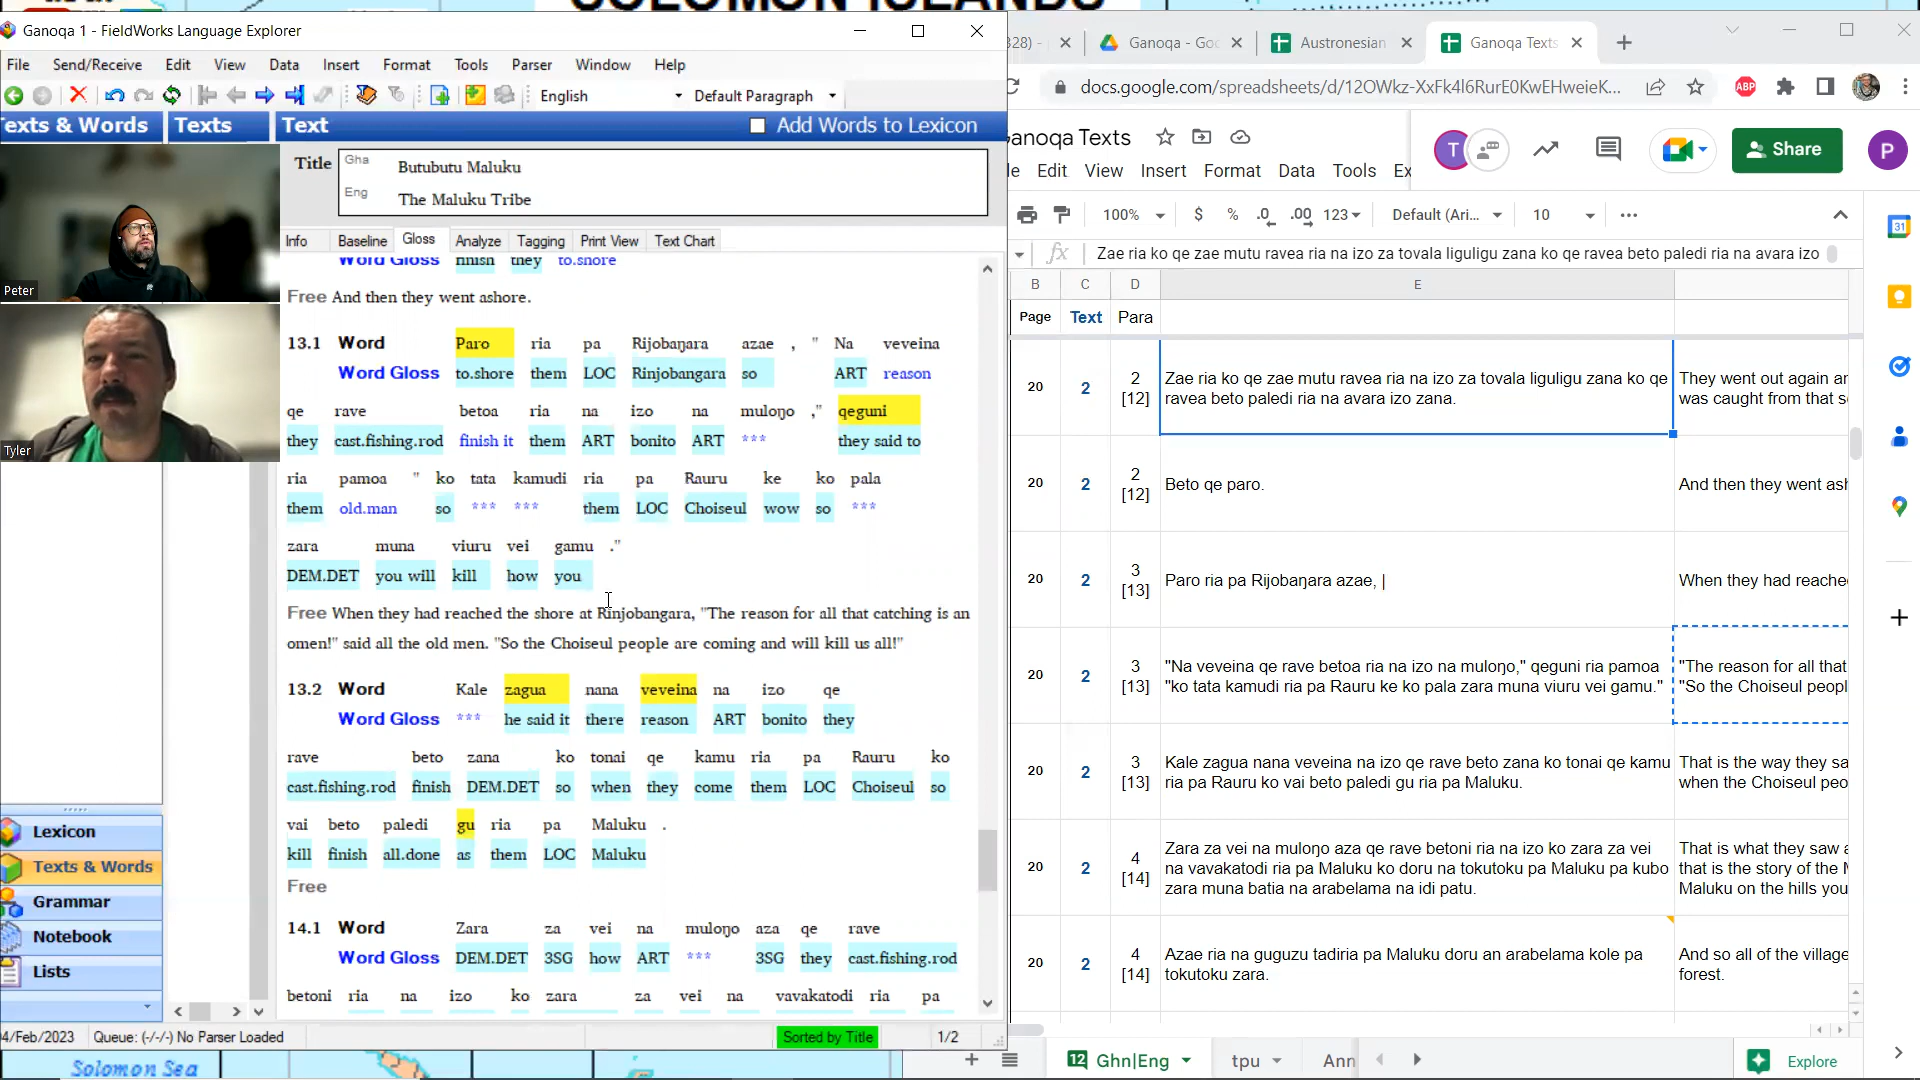 SOLOMON ISLANDS
Ganoqa 1 - FieldWorks Language Explorer
File Send/Receive Edit View Data Insert Format Tools Parser Window Help
English Default Paragraph
Texts & Words Texts Text Add Words to Lexicon
Title Gha Butubutu Maluku
Eng The Maluku Tribe
Info Baseline Gloss Analyze Tagging Print View Text Chart
Word Gloss finish they to.shore
Free And then they went ashore.
13.1 Word Paro ria pa Rijobaŋara azae , " Na veveina
Word Gloss to.shore them LOC Rinjobangara so ART reason
qe rave betoa ria na izo na muloŋo ," qeguni
they cast.fishing.rod finish it them ART bonito ART *** they said to
ria pamoa " ko tata kamudi ria pa Rauru ke ko pala
them old.man so *** *** them LOC Choiseul wow so ***
zara muna viuru vei gamu ."
DEM.DET you will kill how you
Free When they had reached the shore at Rinjobangara, "The reason for all that catching is an
omen!" said all the old men. "So the Choiseul people are coming and will kill us all!"
13.2 Word Kale zagua nana veveina na izo qe
Word Gloss *** he said it there reason ART bonito they
rave beto zana ko tonai qe kamu ria pa Rauru ko
cast.fishing.rod finish DEM.DET so when they come them LOC Choiseul so
vai beto paledi gu ria pa Maluku .
kill finish all.done as them LOC Maluku
Free
14.1 Word Zara za vei na muloŋo aza qe rave
Word Gloss DEM.DET 3SG how ART *** 3SG they cast.fishing.rod
betoni ria na izo ko zara za vei na vavakatodi ria pa
Peter
Tyler
Lexicon
Texts & Words
Grammar
Notebook
Lists
04/Feb/2023 Queue: (-/-/-) No Parser Loaded Sorted by Title 1/2
Solomon Sea
328) - Ganoqa - Goo Austronesian Ganoqa Texts
docs.google.com/spreadsheets/d/12OWkz-XxFk4l6RurE0KwEHweieK... ABP
Ganoqa Texts T Share P
le Edit View Insert Format Data Tools Ex
100% $ % .0 .00 123 Default (Ari... 10
fx Zae ria ko qe zae mutu ravea ria na izo za tovala liguligu zana ko qe ravea beto paledi ria na avara izo
B C D E
Page Text Para
20 2 2 [12] Zae ria ko qe zae mutu ravea ria na izo za tovala liguligu zana ko qe They went out again an
ravea beto paledi ria na avara izo zana. was caught from that s
20 2 2 [12] Beto qe paro. And then they went ash
20 2 3 [13] Paro ria pa Rijobaŋara azae, When they had reache
20 2 3 [13] "Na veveina qe rave betoa ria na izo na muloŋo," qeguni ria pamoa "The reason for all that
"ko tata kamudi ria pa Rauru ke ko pala zara muna viuru vei gamu." "So the Choiseul peopl
20 2 3 [13] Kale zagua nana veveina na izo qe rave beto zana ko tonai qe kamu That is the way they sa
ria pa Rauru ko vai beto paledi gu ria pa Maluku. when the Choiseul peo
20 2 4 [14] Zara za vei na muloŋo aza qe rave betoni ria na izo ko zara za vei That is what they saw a
na vavakatodi ria pa Maluku ko doru na tokutoku pa Maluku pa kubo that is the story of the M
zara muna batia na arabelama na idi patu. Maluku on the hills you
20 2 4 [14] Azae ria na guguzu tadiria pa Maluku doru an arabelama kole pa And so all of the village
tokutoku zara. forest.
12 Ghn|Eng tpu Ann Explore
31